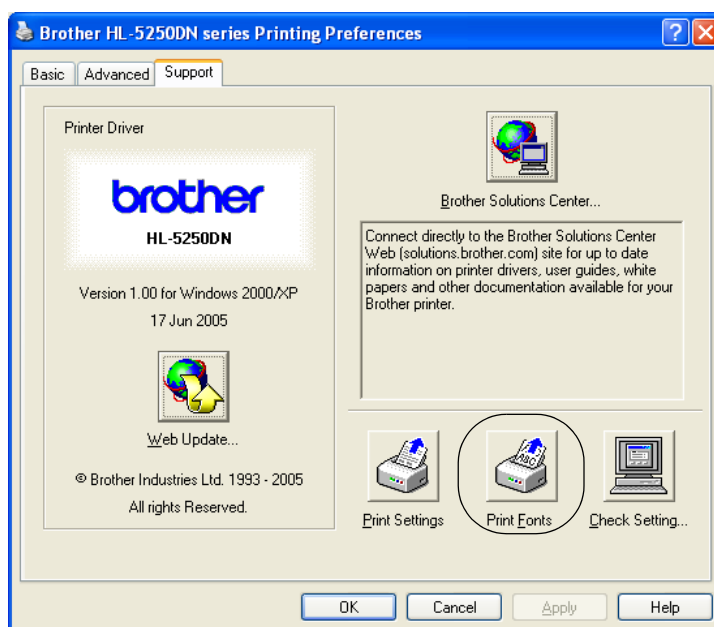 Brother HL-5250DN series Printing Preferences
Basic
Advanced
Support
Printer Driver
brother
HL-5250DN
Version 1.00 for Windows 2000/XP
17 Jun 2005
Web Update...
© Brother Industries Ltd. 1993 - 2005
All rights Reserved.
Brother Solutions Center...
Connect directly to the Brother Solutions Center
Web (solutions.brother.com) site for up to date
information on printer drivers, user guides, white
papers and other documentation available for your
Brother printer.
Print Settings
Print Fonts
Check Setting...
OK
Cancel
Apply
Help